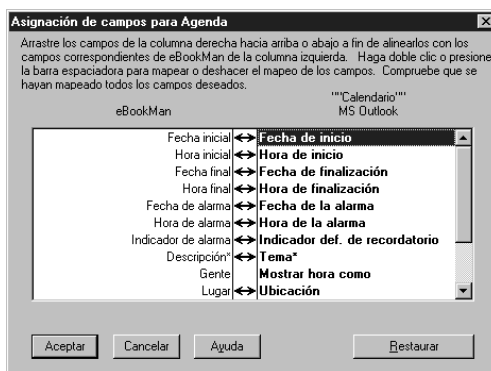 Asignación de campos para Agenda
Arrastre los campos de la columna derecha hacia arriba o abajo a fin de alinearlos con los
campos correspondientes de eBookMan de la columna izquierda. Haga doble clic o presione
la barra espaciadora para mapear o deshacer el mapeo de los campos. Compruebe que se
hayan mapeado todos los campos deseados.
""Calendario""
eBookMan MS Outlook
Fecha inicial Fecha de inicio
Hora inicial Hora de inicio
Fecha final Fecha de finalización
Hora final Hora de finalización
Fecha de alarma Fecha de la alarma
Hora de alarma Hora de la alarma
Indicador de alarma Indicador def. de recordatorio
Descripción* Tema*
Gente Mostrar hora como
Lugar Ubicación
Aceptar Cancelar Ayuda Restaurar